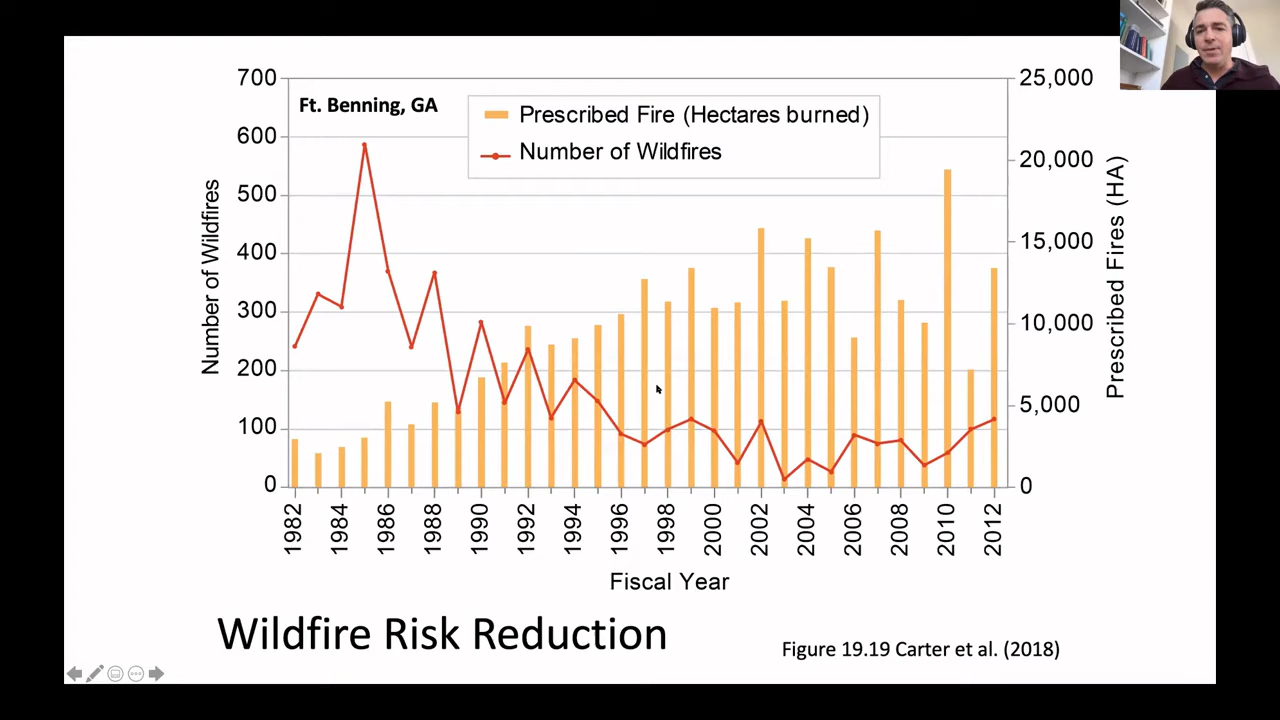 Ft. Benning, GA
Prescribed Fire (Hectares burned)
Number of Wildfires
Number of Wildfires
700
600
500
400
300
200
100
0
25,000
20,000
15,000
10,000
5,000
0
Prescribed Fires (HA)
1982 1984 1986 1988 1990 1992 1994 1996 1998 2000 2002 2004 2006 2008 2010 2012
Fiscal Year
Wildfire Risk Reduction
Figure 19.19 Carter et al. (2018)